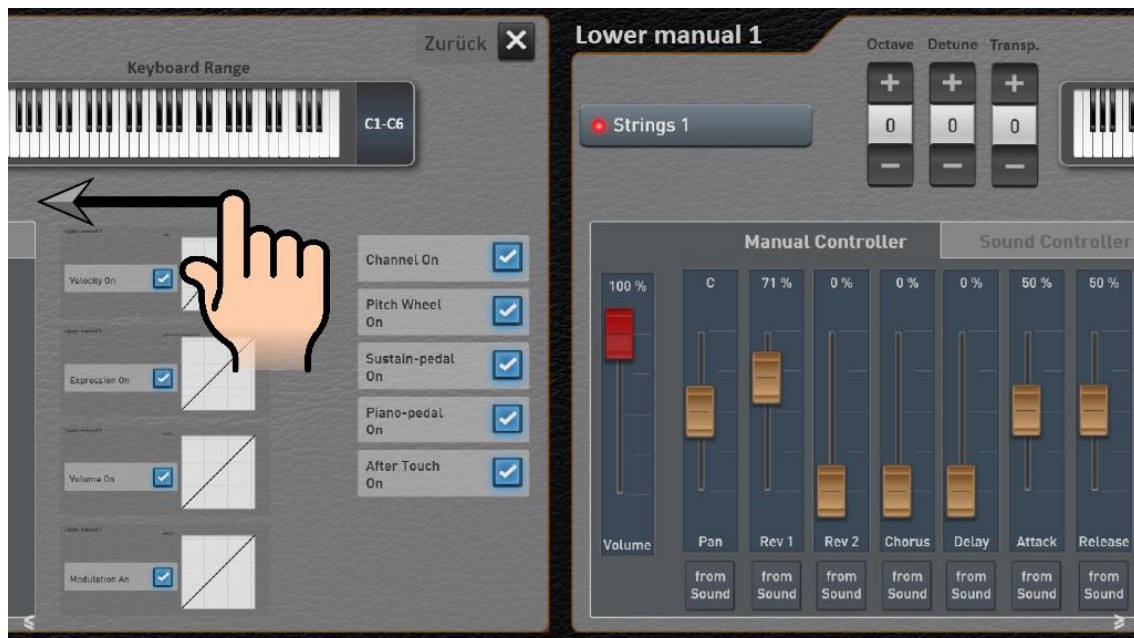 Zurück
Keyboard Range
C1-C6
Velocity On
Expression On
Volume On
Modulation An
Channel On
Pitch Wheel
On
Sustain-pedal
On
Piano-pedal
On
After Touch
On
Lower manual 1
Octave Detune Transp.
+ + +
0 0 0
- - -
Strings 1
Manual Controller
Sound Controller
100 % C 71 % 0 % 0 % 0 % 50 % 50 %
Volume Pan Rev 1 Rev 2 Chorus Delay Attack Release
from from from from from from from
Sound Sound Sound Sound Sound Sound Sound